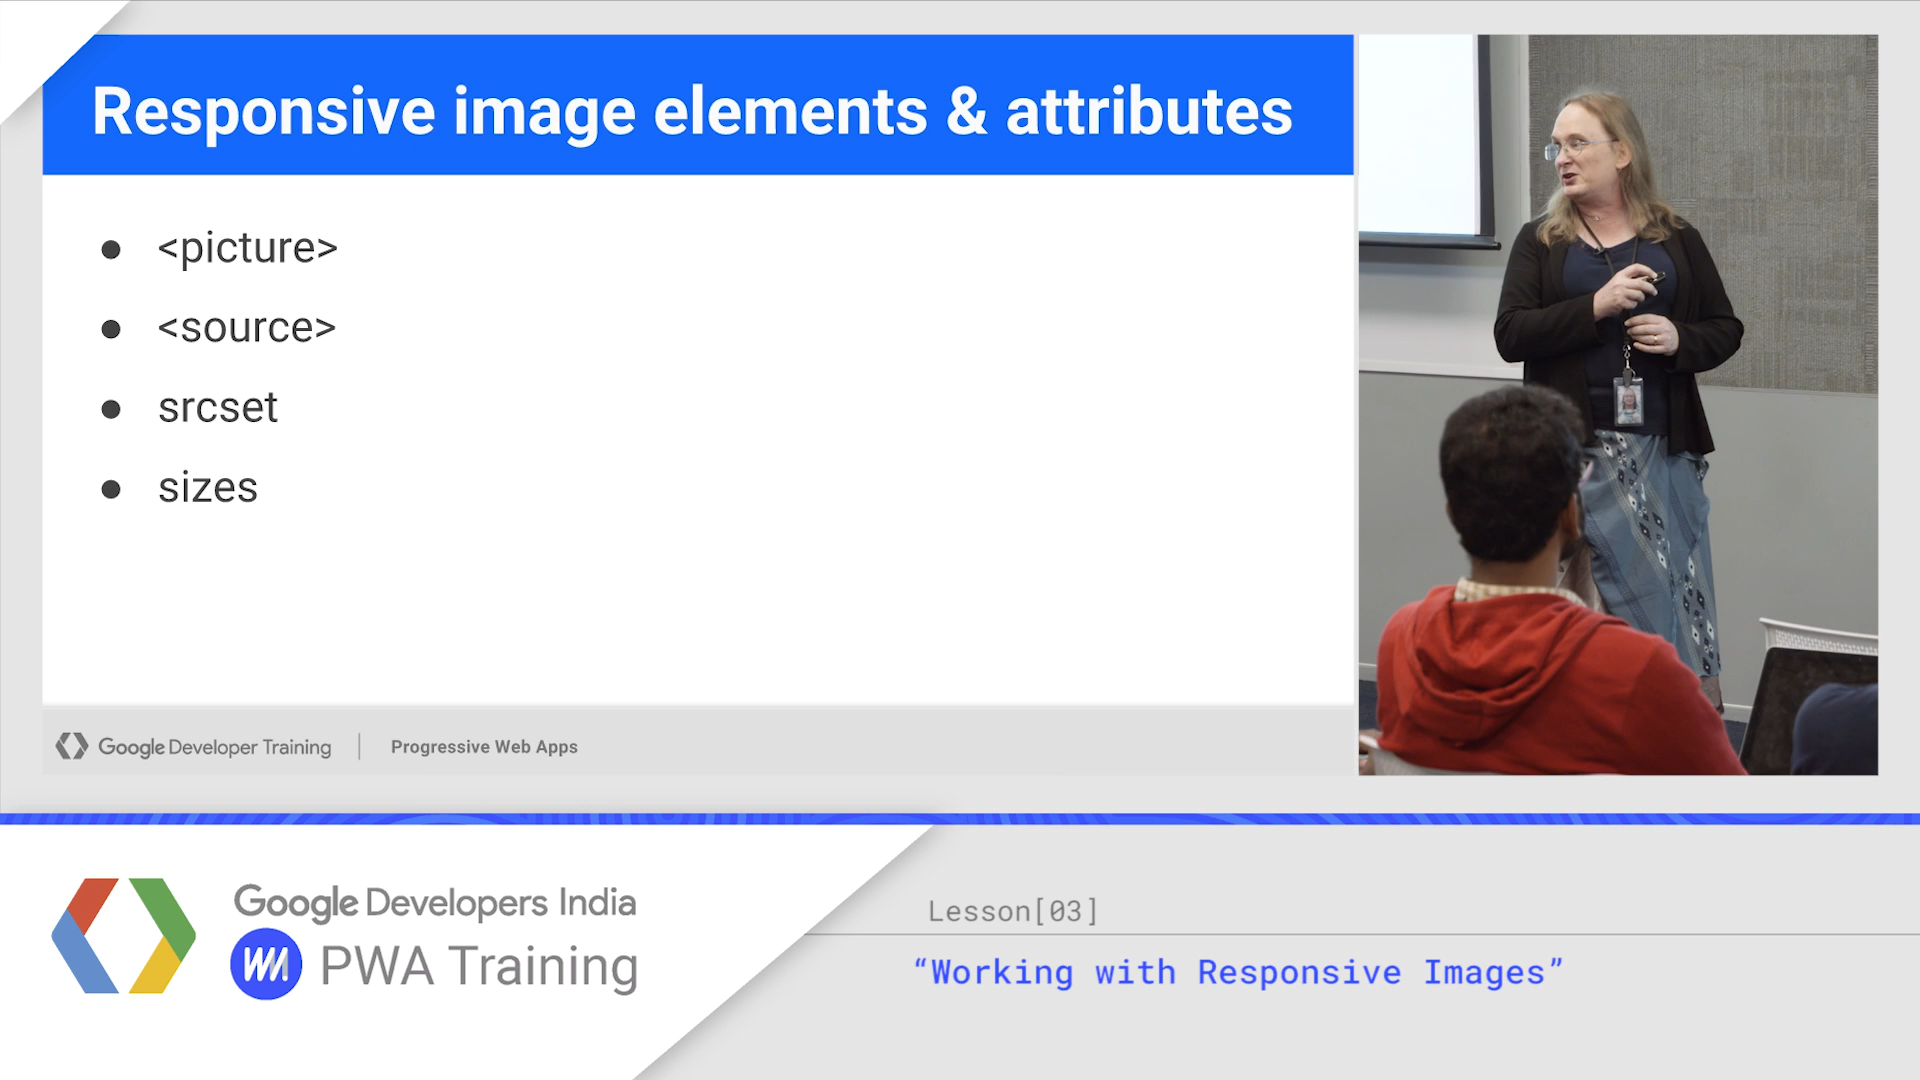 Responsive image elements & attributes
● <picture>
● <source>
● srcset
● sizes
Google Developer Training | Progressive Web Apps
Google Developers India
PWA Training
Lesson[03]
“Working with Responsive Images”